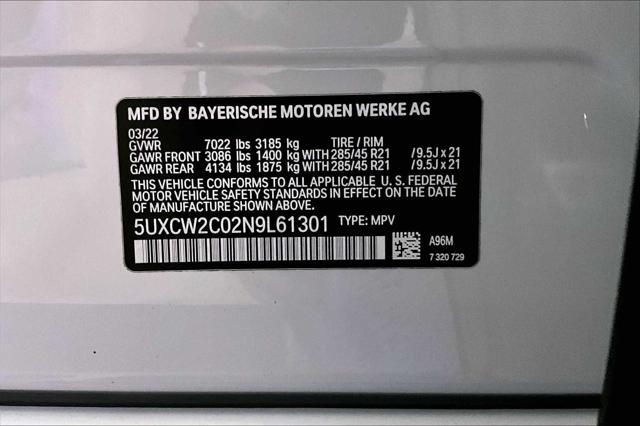 MFD BY BAYERISCHE MOTOREN WERKE AG
03/22
GVWR 7022 lbs 3185 kg TIRE / RIM
GAWR FRONT 3086 lbs 1400 kg WITH 285/45 R21 / 9.5J x 21
GAWR REAR 4134 lbs 1875 kg WITH 285/45 R21 / 9.5J x 21
THIS VEHICLE CONFORMS TO ALL APPLICABLE U. S. FEDERAL
MOTOR VEHICLE SAFETY STANDARDS IN EFFECT ON THE DATE
OF MANUFACTURE SHOWN ABOVE.
5UXCW2C02N9L61301 TYPE: MPV
A96M
7 320 729